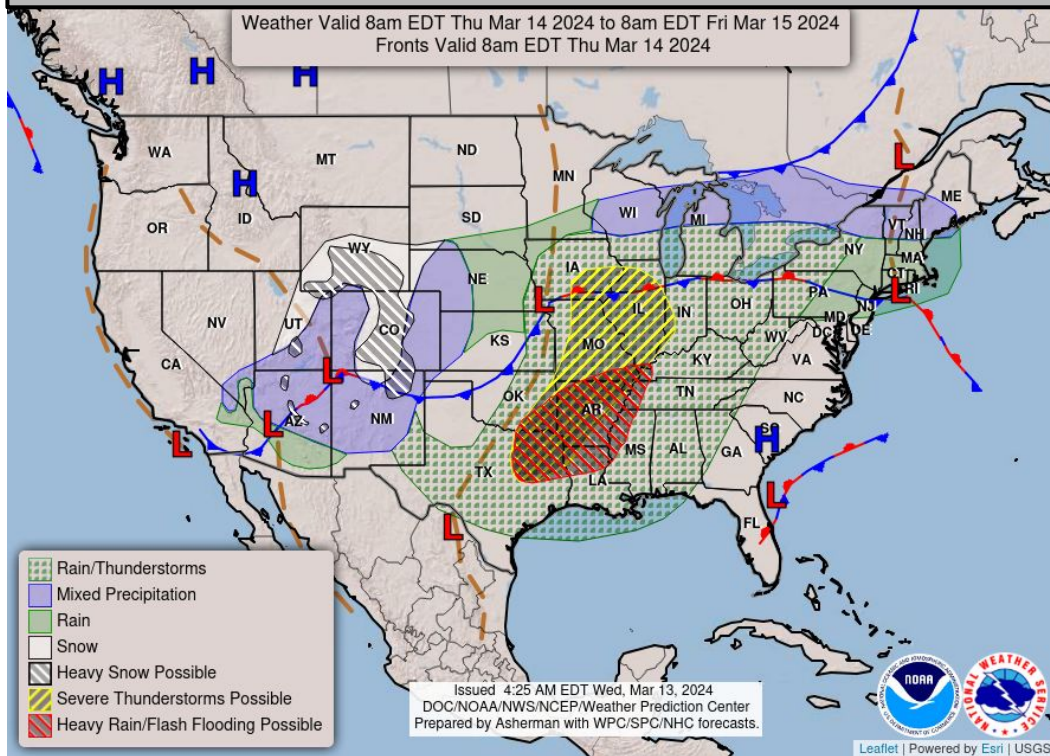 Weather Valid 8am EDT Thu Mar 14 2024 to 8am EDT Fri Mar 15 2024
Fronts Valid 8am EDT Thu Mar 14 2024
H
H
H
L
WA
MT
ND
MN
ME
H
ID
OR
SD
WI
MI
VT
NH
WY
NY
MA
CT
RI
IA
NE
L
L
PA
NJ
NV
UT
CO
IL
IN
OH
MD
DE
DC
WV
KS
MO
KY
VA
CA
L
OK
TN
NC
AZ
NM
AR
L
L
SC
H
MS
AL
GA
TX
LA
L
FL
L
Rain/Thunderstorms
Mixed Precipitation
Rain
Snow
Heavy Snow Possible
Severe Thunderstorms Possible
Heavy Rain/Flash Flooding Possible
Issued 4:25 AM EDT Wed, Mar 13, 2024
DOC/NOAA/NWS/NCEP/Weather Prediction Center
Prepared by Asherman with WPC/SPC/NHC forecasts.
NOAA
NATIONAL WEATHER SERVICE
Leaflet | Powered by Esri | USGS